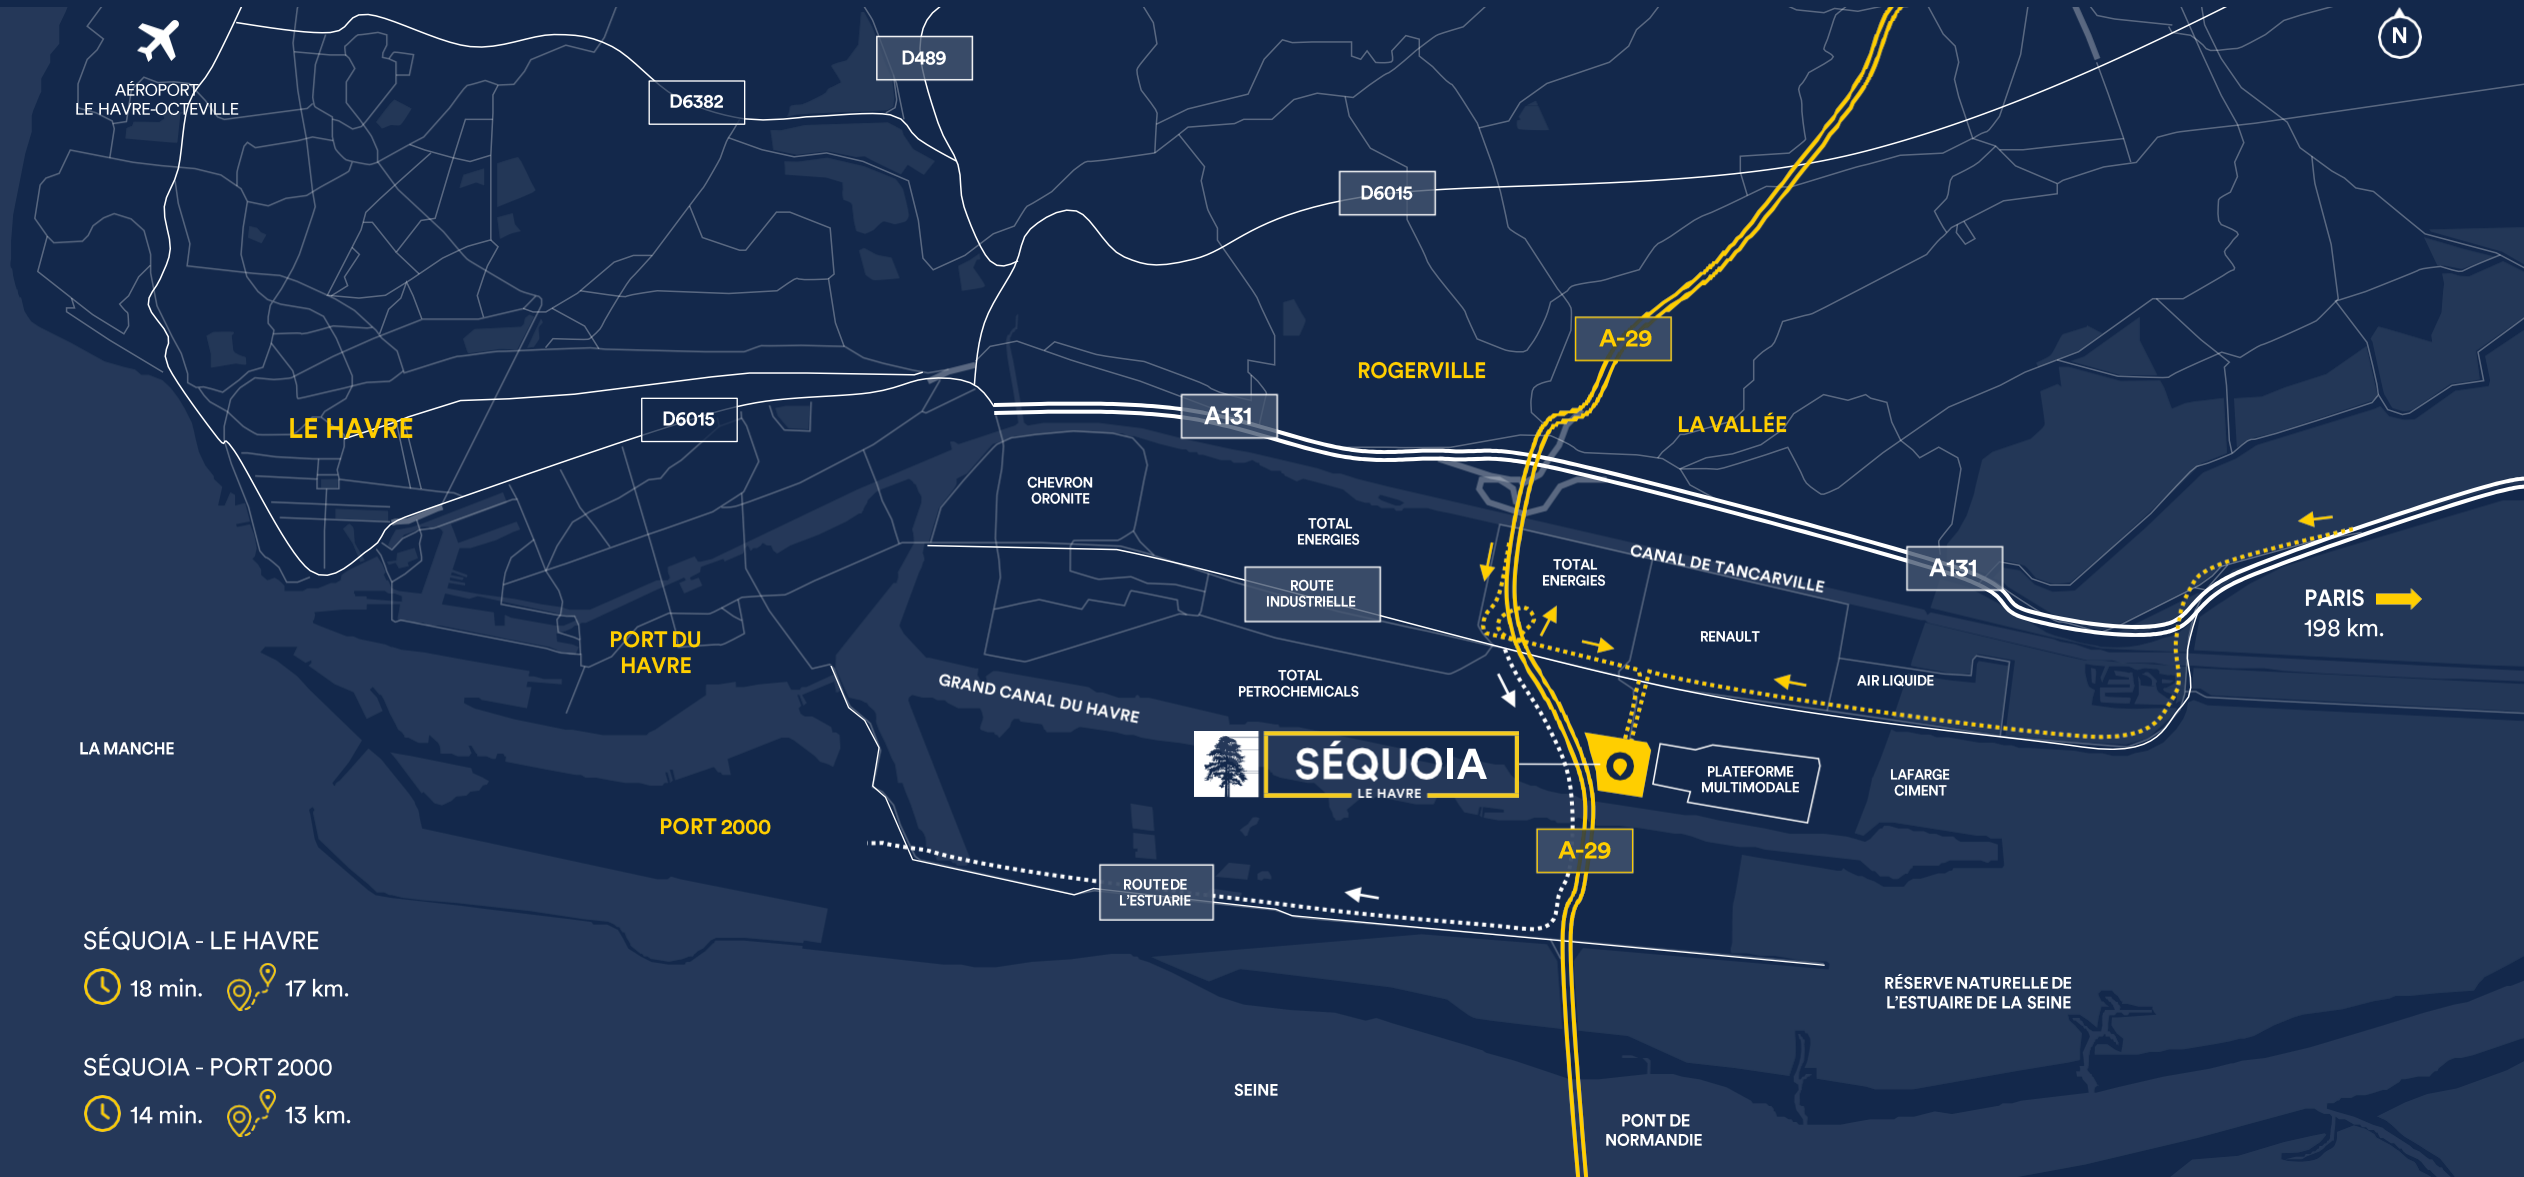 N
AÉROPORT
LE HAVRE-OCTEVILLE
D489
D6382
D6015
A-29
ROGERVILLE
LA VALLÉE
LE HAVRE
D6015
A131
CHEVRON
ORONITE
TOTAL
ENERGIES
ROUTE
INDUSTRIELLE
TOTAL
ENERGIES
CANAL DE TANCARVILLE
A131
PARIS
198 km.
PORT DU
HAVRE
RENAULT
AIR LIQUIDE
TOTAL
PETROCHEMICALS
GRAND CANAL DU HAVRE
LA MANCHE
SÉQUOIA
LE HAVRE
PLATEFORME
MULTIMODALE
LAFARGE
CIMENT
PORT 2000
A-29
ROUTE DE
L'ESTUARIE
SÉQUOIA - LE HAVRE
18 min. 17 km.
SÉQUOIA - PORT 2000
14 min. 13 km.
RÉSERVE NATURELLE DE
L'ESTUAIRE DE LA SEINE
SEINE
PONT DE
NORMANDIE